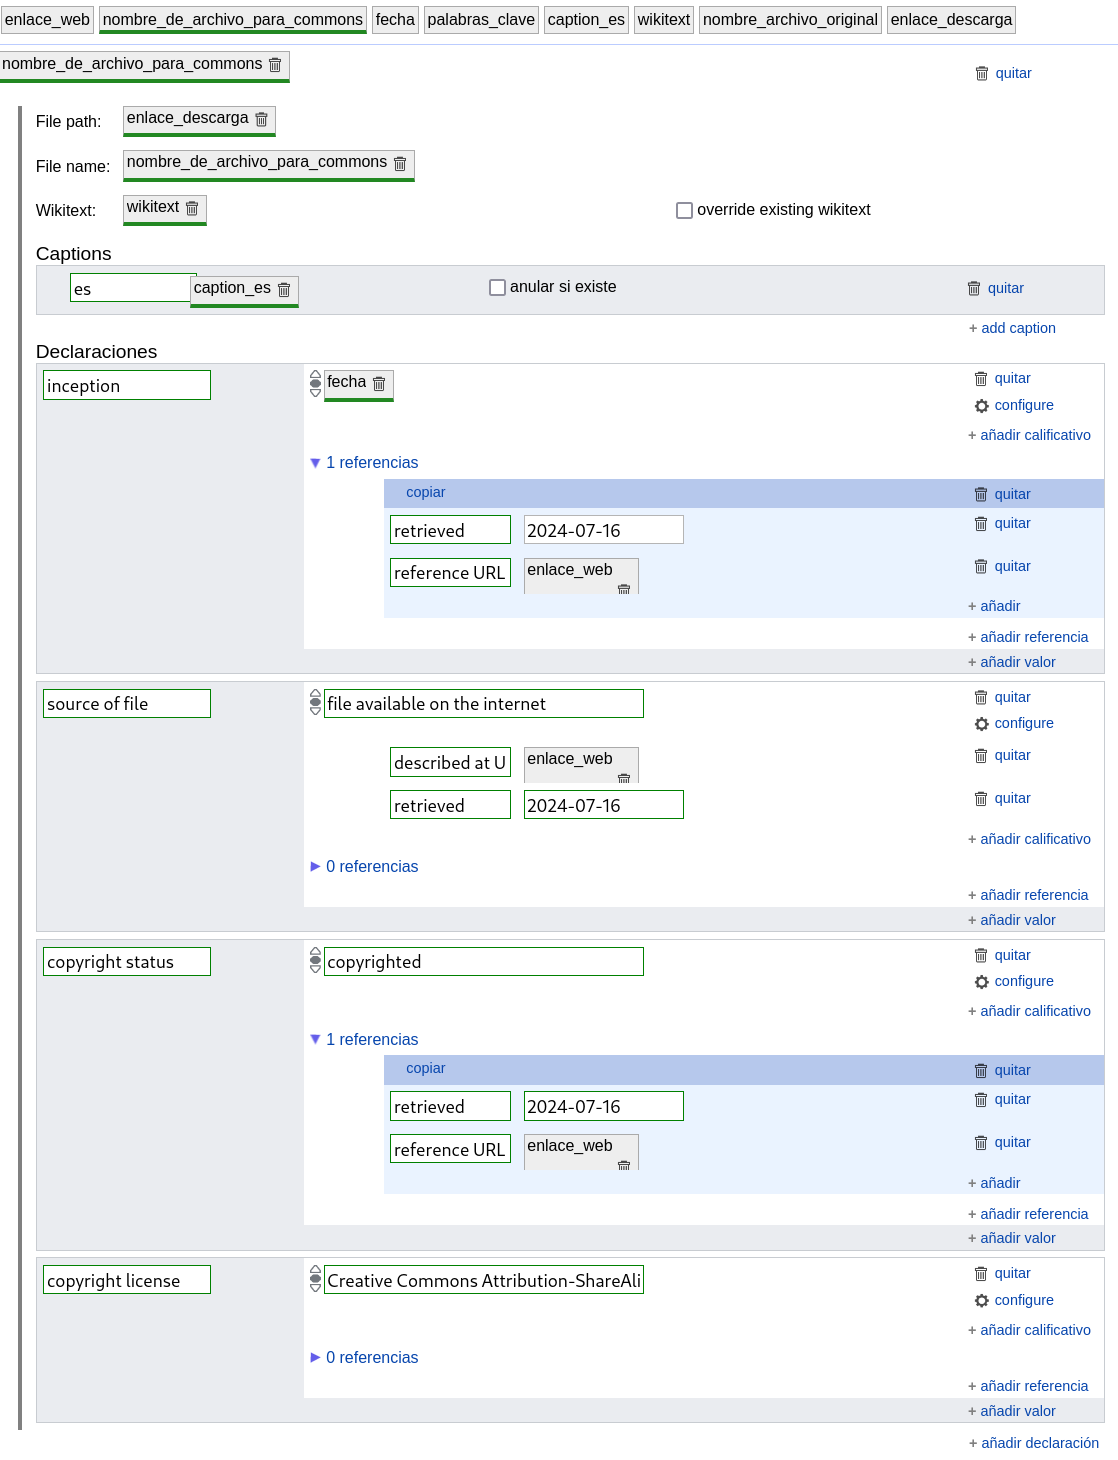 enlace_web nombre_de_archivo_para_commons fecha palabras_clave caption_es wikitext nombre_archivo_original enlace_descarga
nombre_de_archivo_para_commons quitar
File path: enlace_descarga
File name: nombre_de_archivo_para_commons
Wikitext: wikitext override existing wikitext
Captions
es caption_es anular si existe quitar
+ add caption
Declaraciones
inception fecha quitar
configure
+ añadir calificativo
1 referencias
copiar quitar
retrieved 2024-07-16 quitar
reference URL enlace_web quitar
+ añadir
+ añadir referencia
+ añadir valor
source of file file available on the internet quitar
configure
described at U enlace_web quitar
retrieved 2024-07-16 quitar
+ añadir calificativo
0 referencias
+ añadir referencia
+ añadir valor
copyright status copyrighted quitar
configure
+ añadir calificativo
1 referencias
copiar quitar
retrieved 2024-07-16 quitar
reference URL enlace_web quitar
+ añadir
+ añadir referencia
+ añadir valor
copyright license Creative Commons Attribution-ShareAli quitar
configure
+ añadir calificativo
0 referencias
+ añadir referencia
+ añadir valor
+ añadir declaración